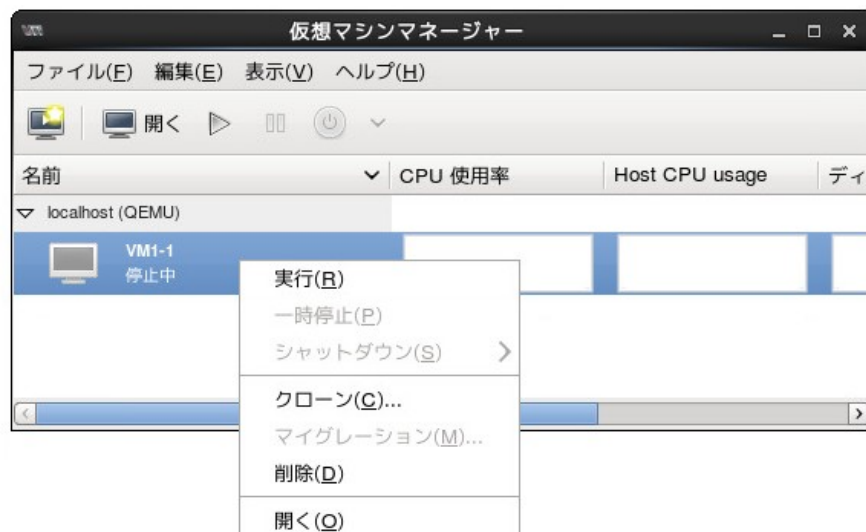 仮想マシンマネージャー
ファイル(F) 編集(E) 表示(V) ヘルプ(H)
開く
名前 CPU 使用率 Host CPU usage ディ
localhost (QEMU)
VM1-1
停止中
実行(R)
一時停止(P)
シャットダウン(S)
クローン(C)...
マイグレーション(M)...
削除(D)
開く(O)